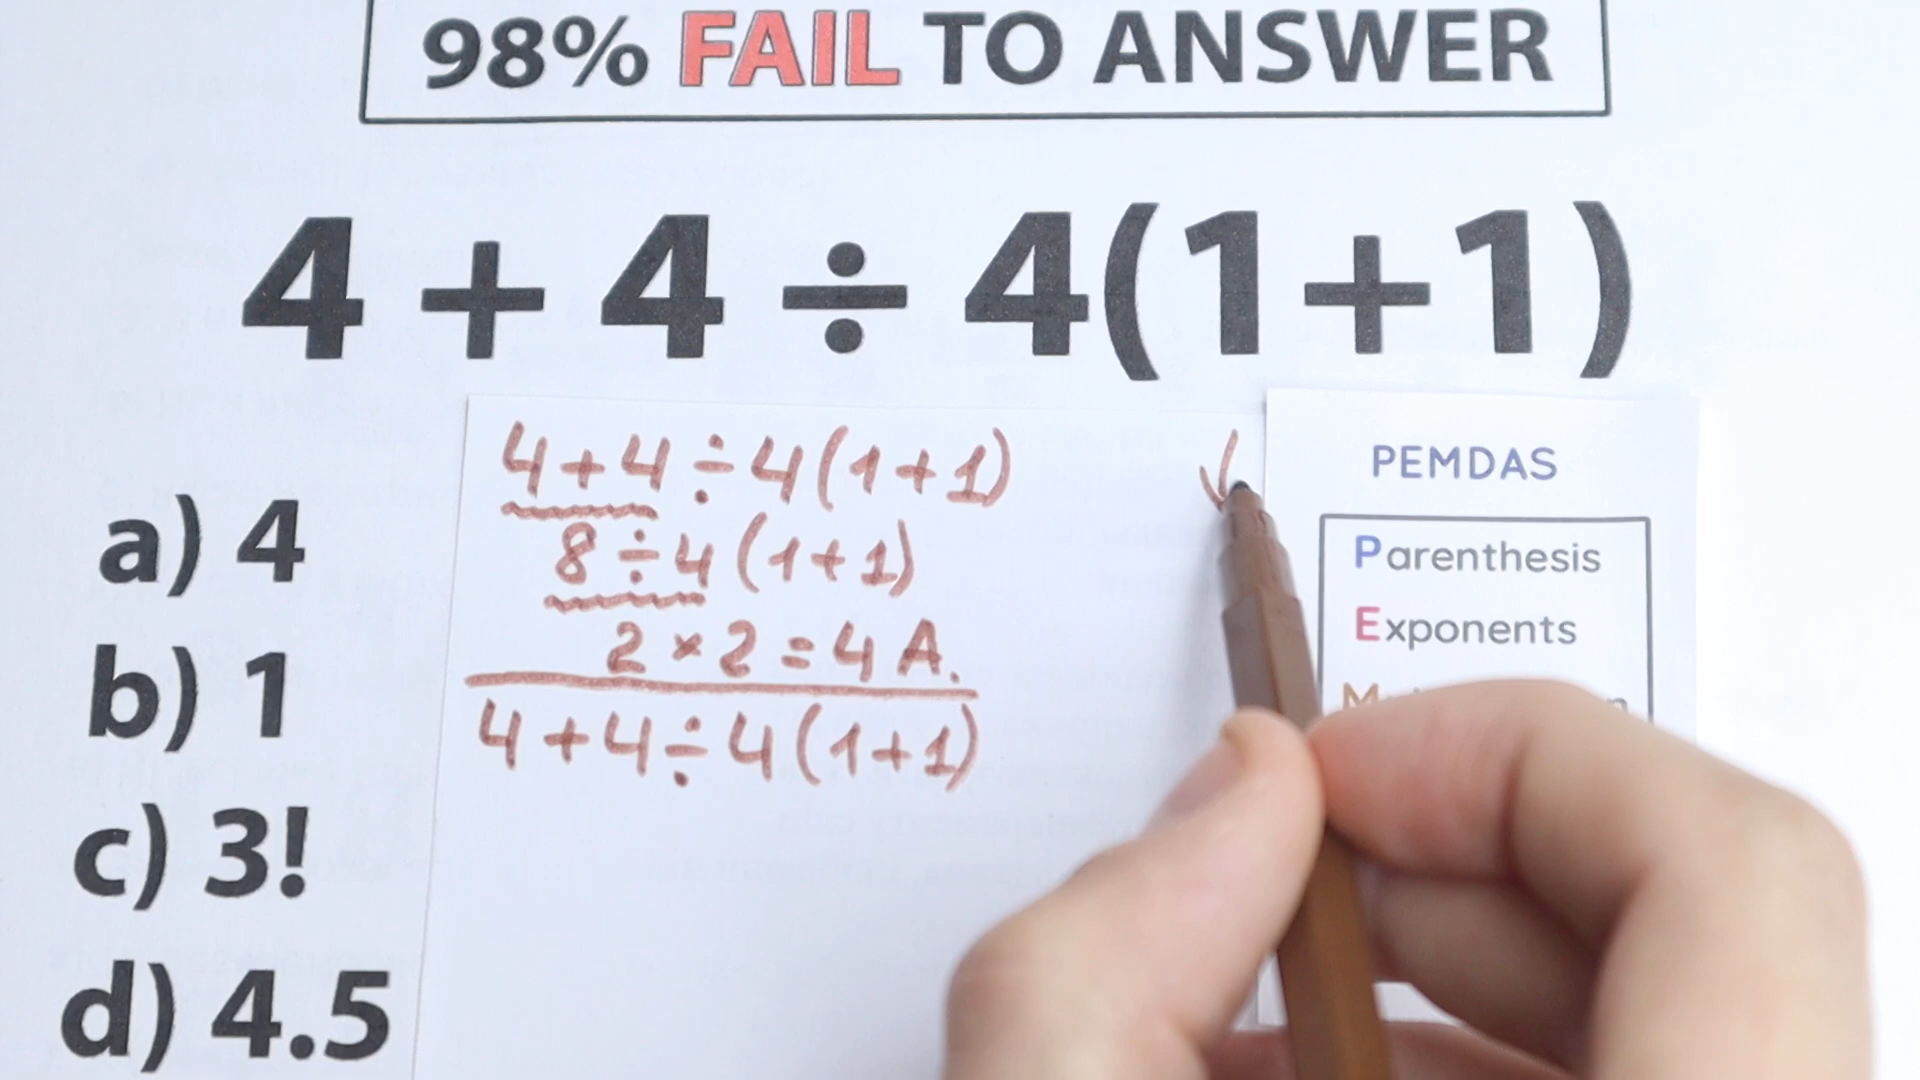 98% FAIL TO ANSWER
4 + 4 ÷ 4(1+1)
a) 4
b) 1
c) 3!
d) 4.5
4+4÷4(1+1)
8÷4(1+1)
2×2=4 A.
4+4÷4(1+1)
PEMDAS
Parenthesis
Exponents